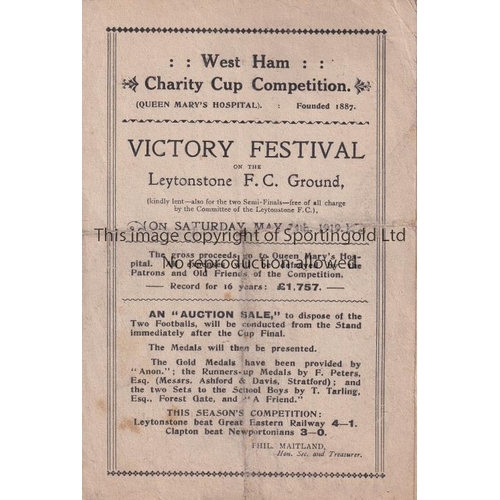 : : West Ham : :
Charity Cup Competition.
(QUEEN MARY'S HOSPITAL). : Founded 1887.
VICTORY FESTIVAL
ON THE
Leytonstone F.C. Ground,
(kindly lent—also for the two Semi-Finals—free of all charge
by the Committee of the Leytonstone F.C.),
ON SATURDAY, MAY 1919
This image copyright of Sportingold Ltd
The gross proceeds go to Queen Mary's Hos-
pital. All expenses be defrayed by the
No reproduction allowed
Patrons and Old Friends of the Competition.
Record for 16 years: £1,757.
AN "AUCTION SALE," to dispose of the
Two Footballs, will be conducted from the Stand
immediately after the Cup Final.
The Medals will then be presented.
The Gold Medals have been provided by
"Anon."; the Runners-up Medals by F. Peters,
Esq. (Messrs. Ashford & Davis, Stratford); and
the two Sets to the School Boys by T. Tarling,
Esq., Forest Gate, and "A Friend."
THIS SEASON'S COMPETITION:
Leytonstone beat Great Eastern Railway 4—1.
Clapton beat Newportonians 3—0.
PHIL. MAITLAND,
Hon. Sec. and Treasurer.